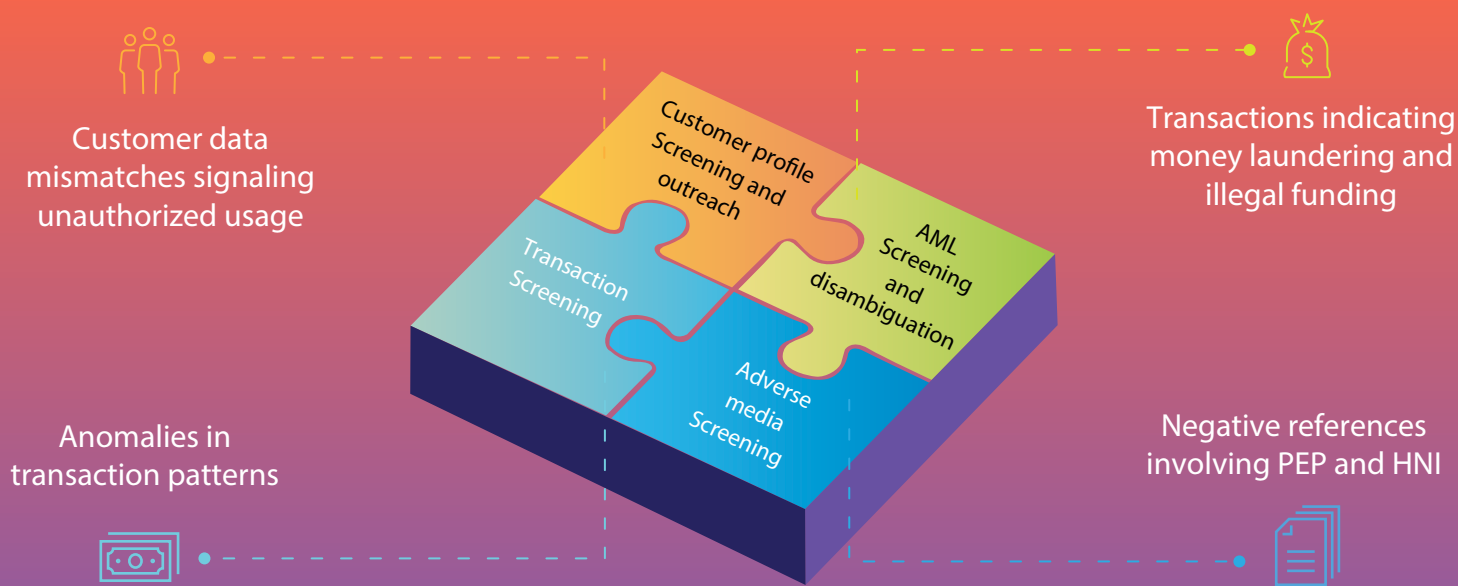 Customer data
mismatches signaling
unauthorized usage
Transactions indicating
money laundering and
illegal funding
Customer profile
Screening and
outreach
AML
Screening
and
disambiguation
Transaction
Screening
Adverse
media
Screening
Anomalies in
transaction patterns
Negative references
involving PEP and HNI
$